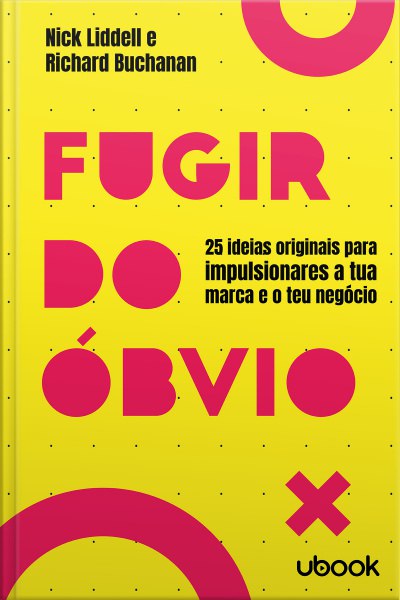 Nick Liddell e
Richard Buchanan
FUGIR
DO
25 ideias originais para
impulsionares a tua
marca e o teu negócio
ÓBVIO
ubook